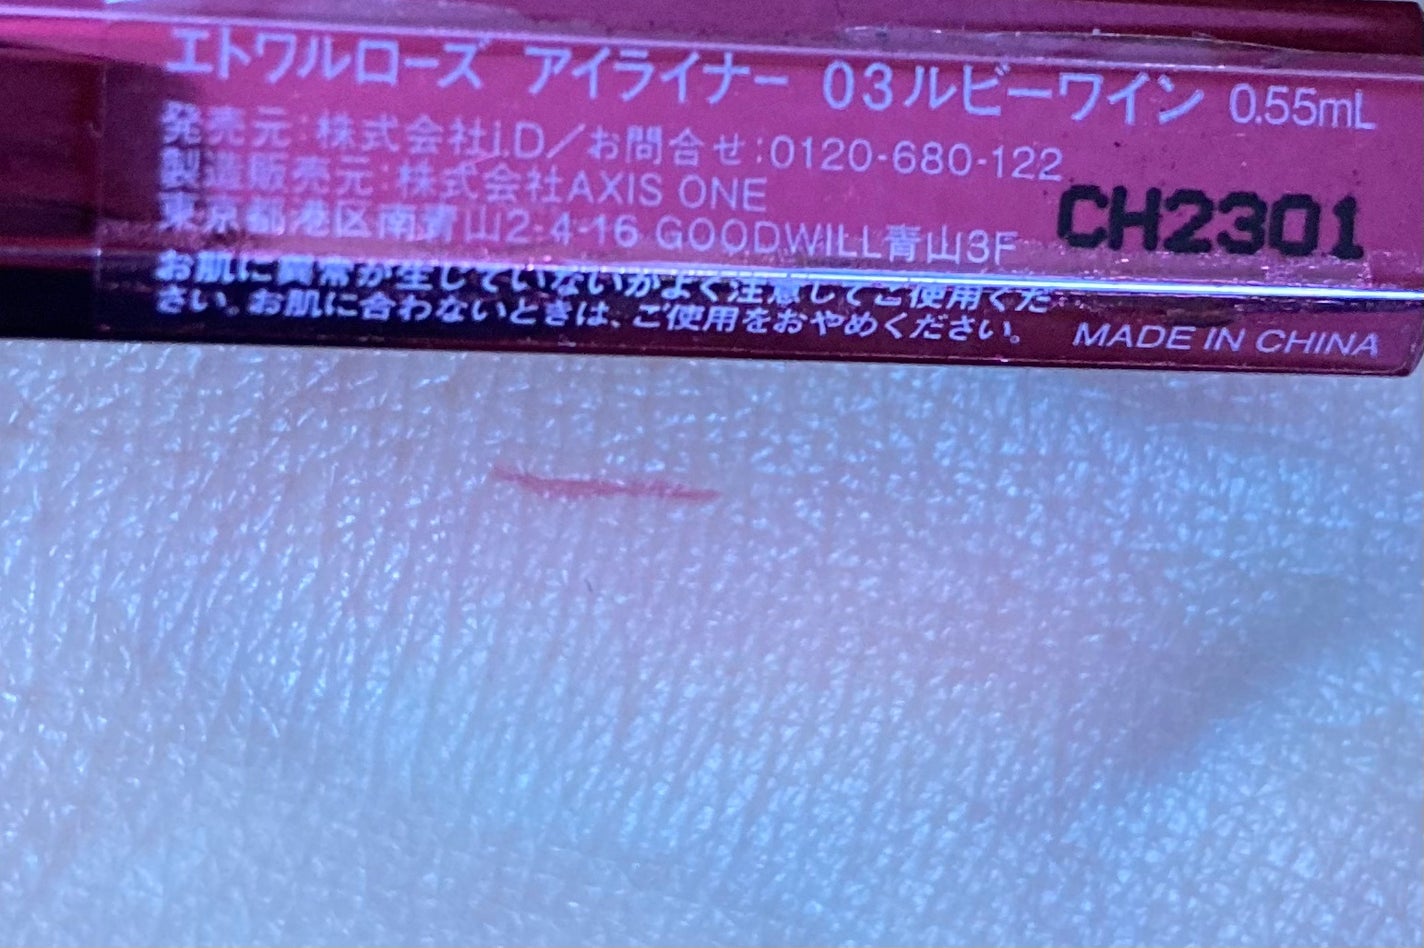 エトワルローズ アイライナー 03ルビーワイン 0.55mL
発売元:株式会社i.D/お問合せ:0120-680-122
製造販売元:株式会社AXIS ONE
CH2301
東京都港区南青山2-4-16 GOODWILL青山3F
お肌に異常が生じていないかよく注意してご使用くだ
さい。お肌に合わないときは、ご使用をおやめください。
MADE IN CHINA